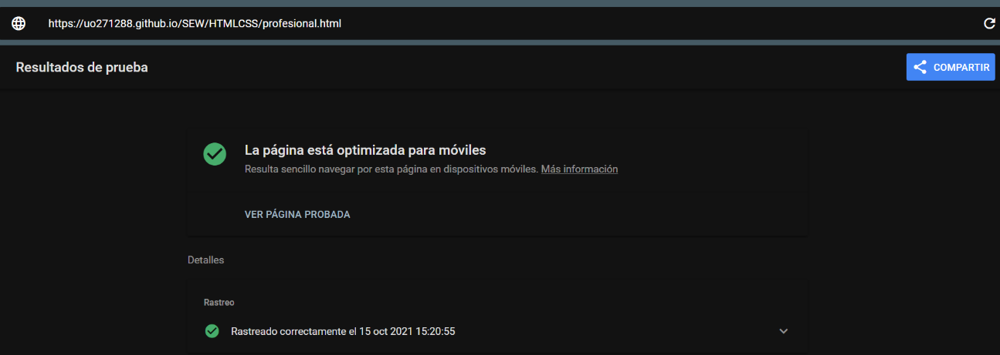 https://uo271288.github.io/SEW/HTMLCSS/profesional.html
Resultados de prueba
COMPARTIR
La página está optimizada para móviles
Resulta sencillo navegar por esta página en dispositivos móviles. Más información
VER PÁGINA PROBADA
Detalles
Rastreo
Rastreado correctamente el 15 oct 2021 15:20:55